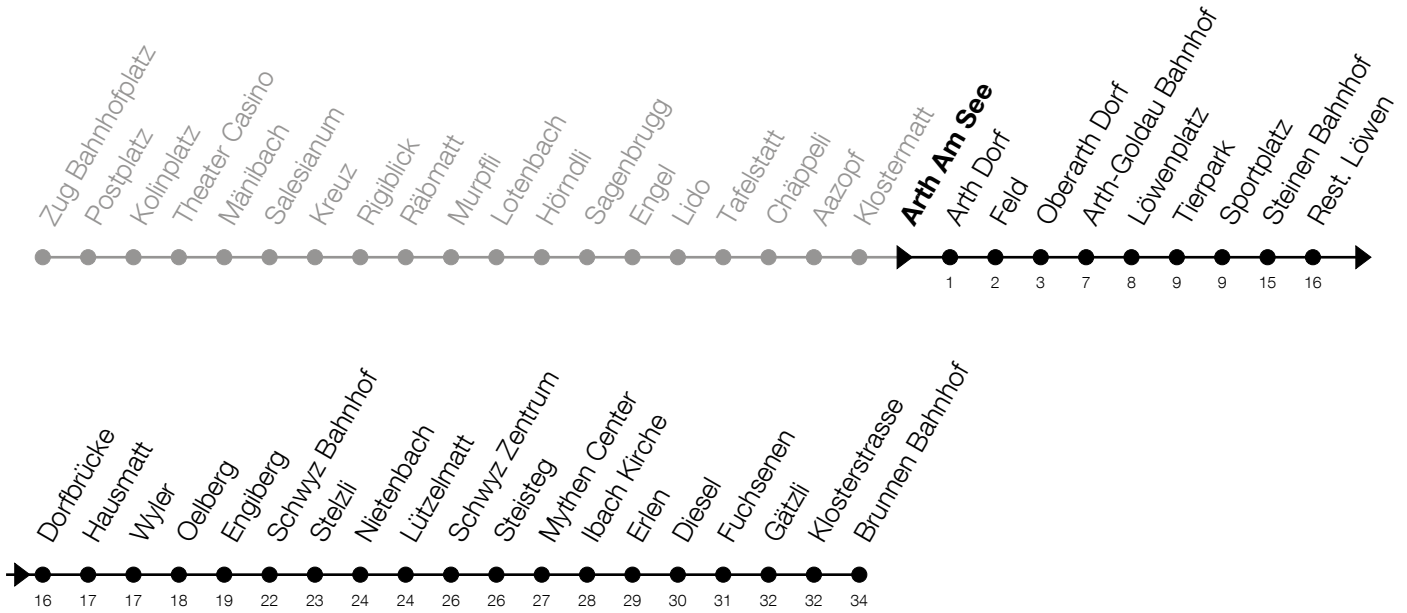 Zug Bahnhofplatz
Postplatz
Kolinplatz
Theater Casino
Mänibach
Salesianum
Kreuz
Rigiblick
Räbmatt
Murpfli
Lotenbach
Hörndli
Sagenbrugg
Engel
Lido
Tafelstatt
Chäppeli
Aazopf
Klostermatt
Arth Am See
Arth Dorf
Feld
Oberarth Dorf
Arth-Goldau Bahnhof
Löwenplatz
Tierpark
Sportplatz
Steinen Bahnhof
Rest. Löwen
1 2 3 7 8 9 9 15 16
Dorfbrücke
Hausmatt
Wyler
Oelberg
Engiberg
Schwyz Bahnhof
Stelzli
Nietenbach
Lützelmatt
Schwyz Zentrum
Steisteg
Mythen Center
Ibach Kirche
Erlen
Diesel
Fuchsenen
Gätzli
Klosterstrasse
Brunnen Bahnhof
16 17 17 18 19 22 23 24 24 26 26 27 28 29 30 31 32 32 34